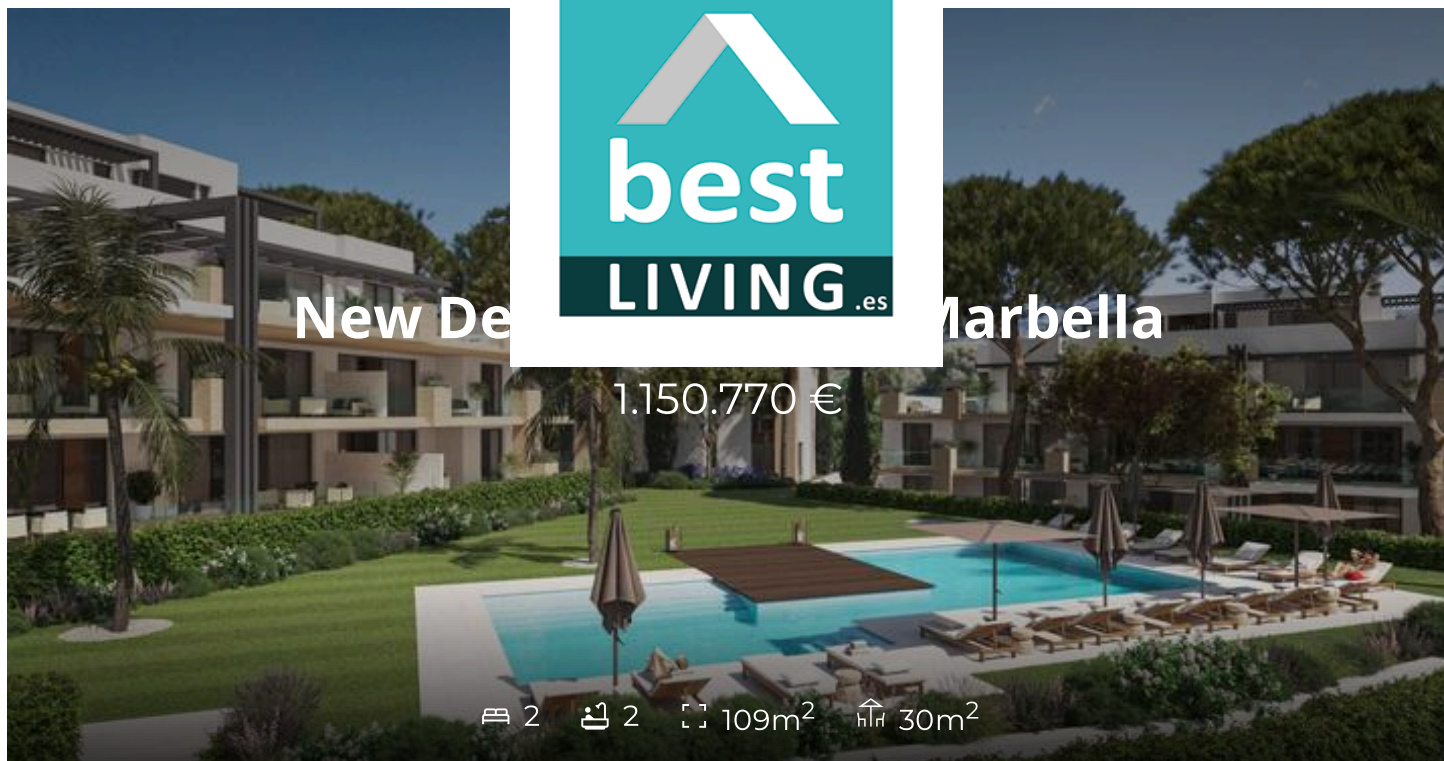 best
LIVING.es
New De Marbella
1.150.770 €
2 2 109m² 30m²